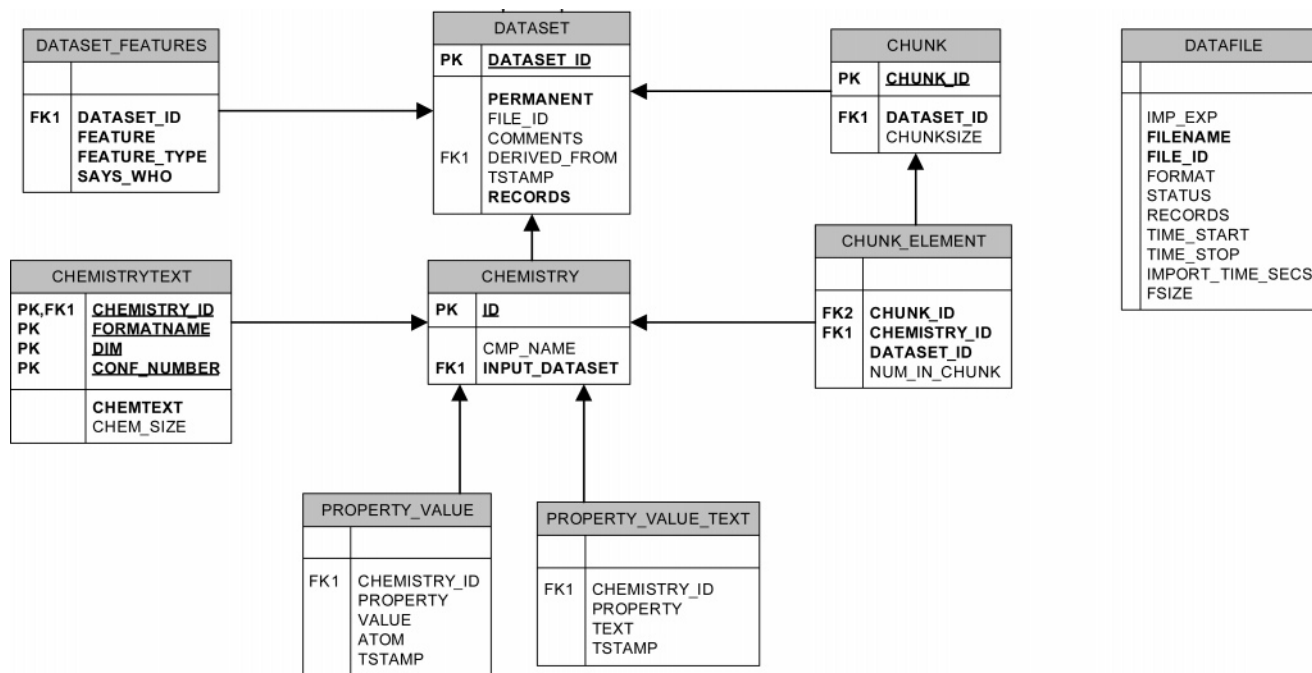 DATASET_FEATURES
FK1 DATASET_ID
FEATURE
FEATURE_TYPE
SAYS_WHO
DATASET
PK DATASET_ID
PERMANENT
FILE_ID
COMMENTS
FK1 DERIVED_FROM
TSTAMP
RECORDS
CHUNK
PK CHUNK_ID
FK1 DATASET_ID
CHUNKSIZE
DATAFILE
IMP_EXP
FILENAME
FILE_ID
FORMAT
STATUS
RECORDS
TIME_START
TIME_STOP
IMPORT_TIME_SECS
FSIZE
CHEMISTRYTEXT
PK,FK1 CHEMISTRY_ID
PK FORMATNAME
PK DIM
PK CONF_NUMBER
CHEMTEXT
CHEM_SIZE
CHEMISTRY
PK ID
CMP_NAME
FK1 INPUT_DATASET
CHUNK_ELEMENT
FK2 CHUNK_ID
FK1 CHEMISTRY_ID
DATASET_ID
NUM_IN_CHUNK
PROPERTY_VALUE
FK1 CHEMISTRY_ID
PROPERTY
VALUE
ATOM
TSTAMP
PROPERTY_VALUE_TEXT
FK1 CHEMISTRY_ID
PROPERTY
TEXT
TSTAMP